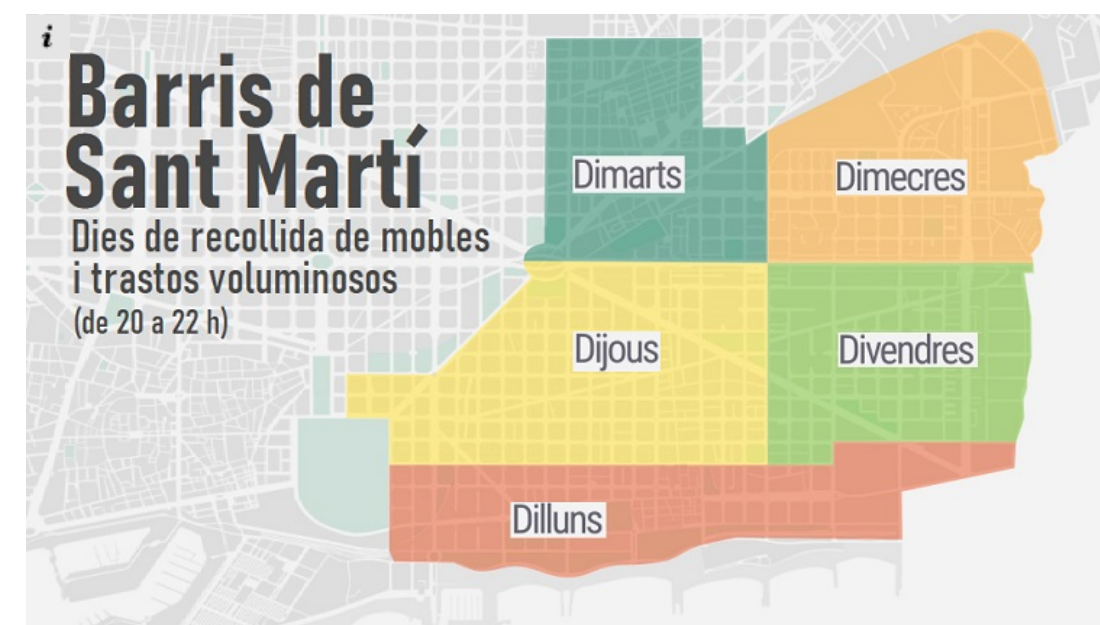 i
Barris de
Sant Martí
Dies de recollida de mobles
i trastos voluminosos
(de 20 a 22 h)
Dimarts
Dimecres
Dijous
Divendres
Dilluns